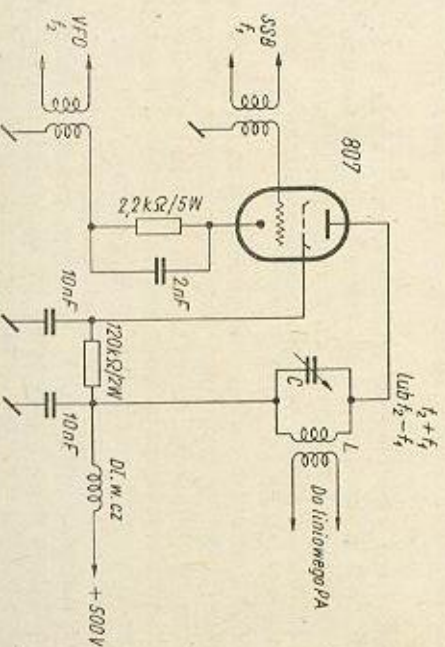 SSB
f₁
VFO
f₂
807
2,2kΩ/5W
2nF
10nF
120kΩ/2W
10nF
Dł. w. cz
+ 500 V
C
L
f₂ + f₁
lub f₂ - f₁
Do liniowego PA